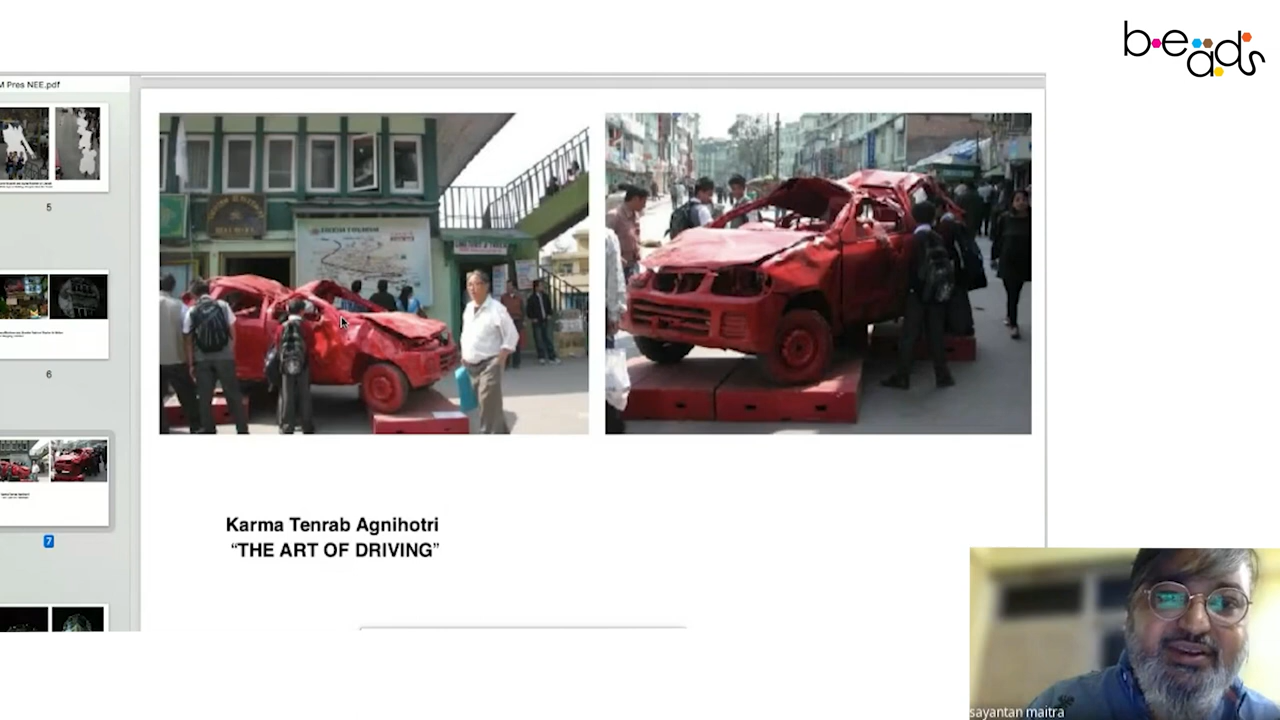 beads
M Pres NEE.pdf
5
6
7
Karma Tenrab Agnihotri
“THE ART OF DRIVING”
sayantan maitra